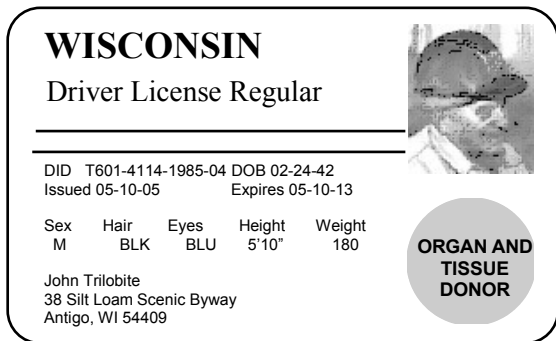 WISCONSIN
Driver License Regular
DID T601-4114-1985-04 DOB 02-24-42
Issued 05-10-05 Expires 05-10-13
Sex Hair Eyes Height Weight
M BLK BLU 5'10" 180
John Trilobite
38 Silt Loam Scenic Byway
Antigo, WI 54409
ORGAN AND
TISSUE
DONOR